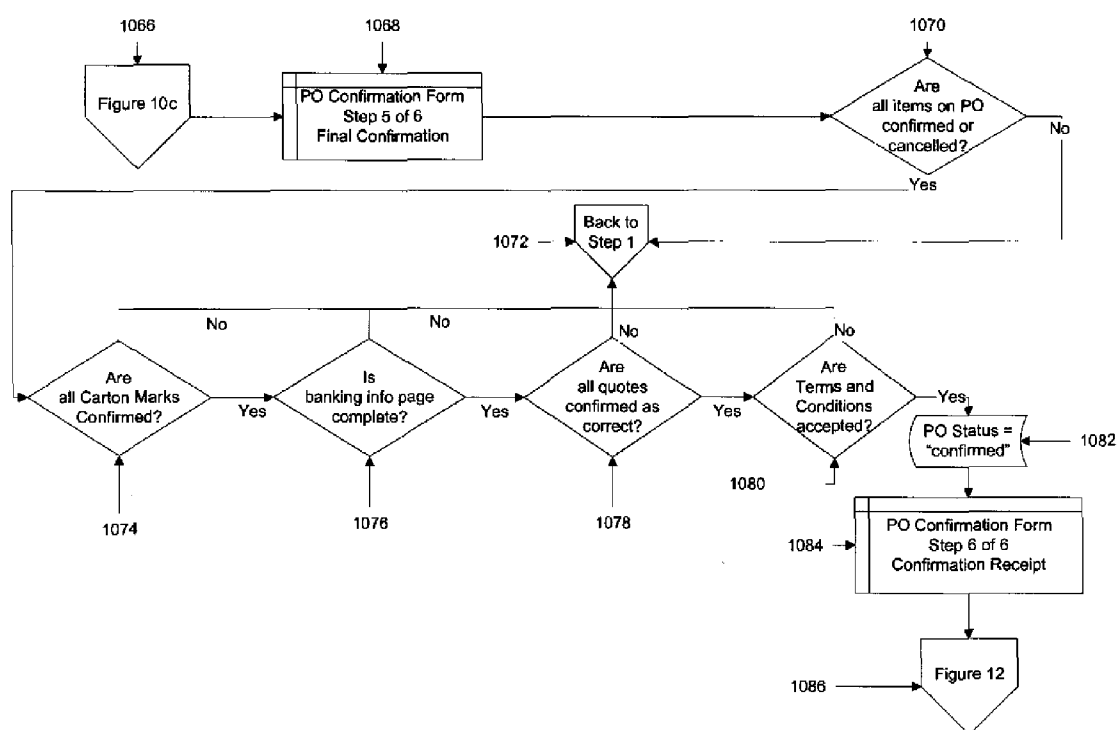 1066
1068
1070
Figure 10c
PO Confirmation Form
Step 5 of 6
Final Confirmation
Are
all items on PO
confirmed or
cancelled?
No
Yes
1072
Back to
Step 1
No
No
No
No
Are
all Carton Marks
Confirmed?
Yes
Is
banking info page
complete?
Yes
Are
all quotes
confirmed as
correct?
Yes
Are
Terms and
Conditions
accepted?
Yes
PO Status =
"confirmed"
1082
1074
1076
1078
1080
1084
PO Confirmation Form
Step 6 of 6
Confirmation Receipt
1086
Figure 12